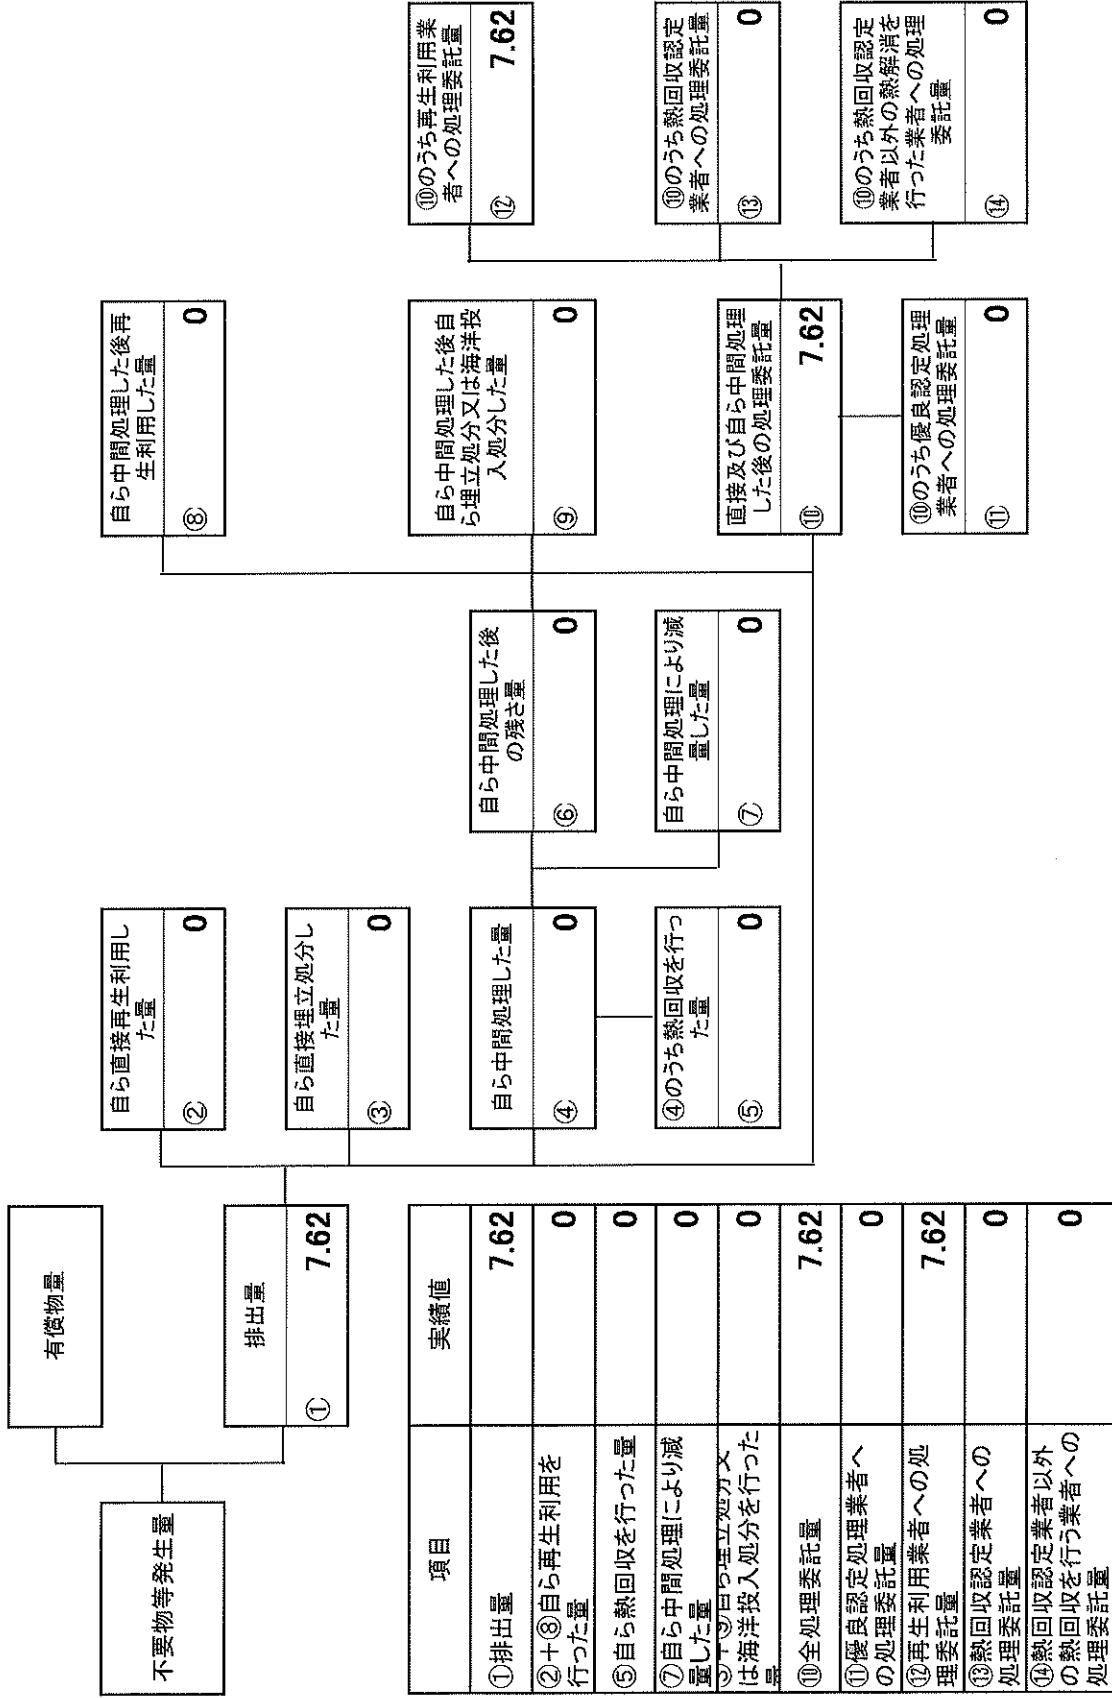 不要物等発生量
有償物量
排出量
① 7.62
自ら直接再生利用し
た量
② 0
自ら直接埋立処分し
た量
③ 0
自ら中間処理した量
④ 0
④のうち熱回収を行っ
た量
⑤ 0
自ら中間処理した後
の残さ量
⑥ 0
自ら中間処理により減
量した量
⑦ 0
自ら中間処理した後再
生利用した量
⑧ 0
自ら中間処理した後自
ら埋立処分又は海洋投
入処分した量
⑨ 0
直接及び自ら中間処理
した後の処理委託量
⑩ 7.62
⑩のうち優良認定処理
業者への処理委託量
⑪ 0
⑩のうち再生利用業
者への処理委託量
⑫ 7.62
⑩のうち熱回収認定
業者への処理委託量
⑬ 0
⑩のうち熱回収認定
業者以外の熱解消を
行った業者への処理
委託量
⑭ 0
項目 実績値
①排出量 7.62
②+⑧自ら再生利用を
行った量 0
⑤自ら熱回収を行った量 0
⑦自ら中間処理により減
量した量 0
③+⑨自ら埋立処分又
は海洋投入処分を行った
量 0
⑩全処理委託量 7.62
⑪優良認定処理業者へ
の処理委託量 0
⑫再生利用業者への処
理委託量 7.62
⑬熱回収認定業者への
処理委託量 0
⑭熱回収認定業者以外
の熱回収を行う業者への
処理委託量 0